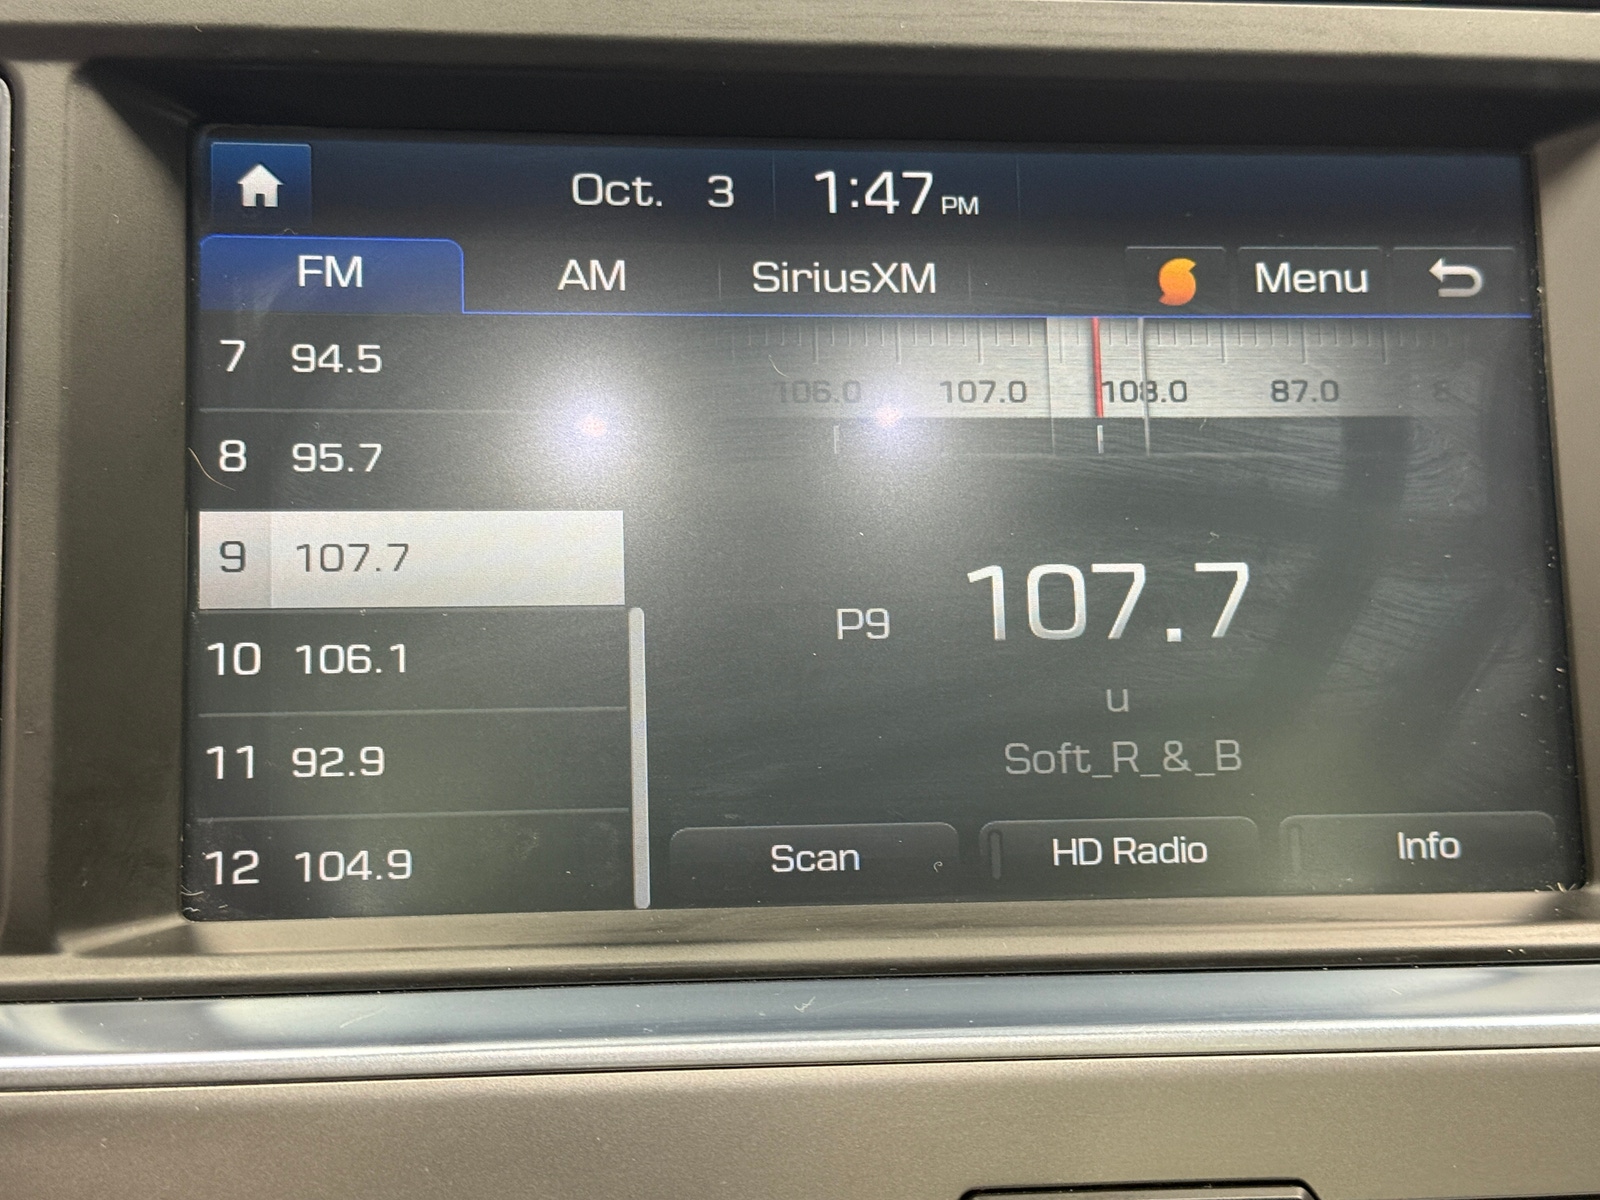 Oct. 3 1:47 PM
FM AM SiriusXM Menu
7 94.5
106.0 107.0 108.0 87.0
8 95.7
9 107.7
P9 107.7
10 106.1
u
11 92.9
Soft_R_&_B
12 104.9
Scan HD Radio Info